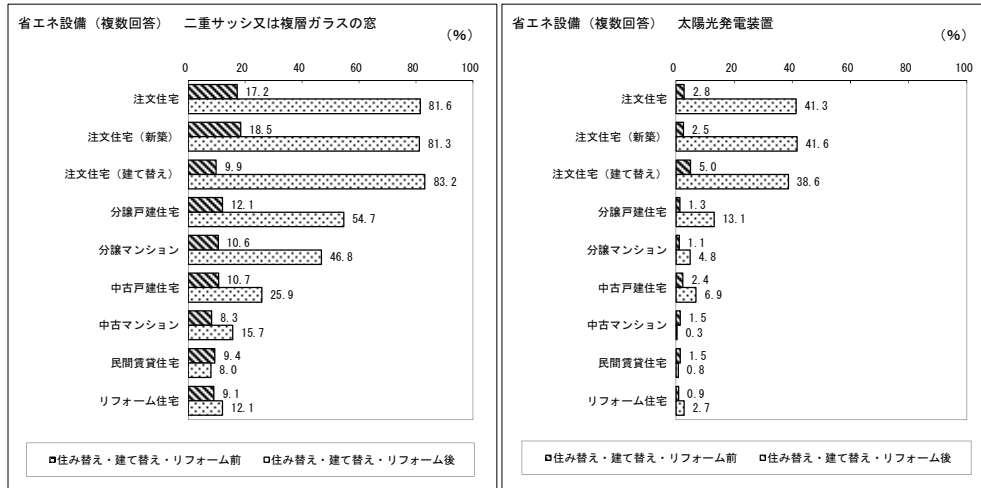 省エネ設備（複数回答）　二重サッシ又は複層ガラスの窓
（%）
0 20 40 60 80 100
注文住宅 17.2 81.6
注文住宅（新築） 18.5 81.3
注文住宅（建て替え） 9.9 83.2
分譲戸建住宅 12.1 54.7
分譲マンション 10.6 46.8
中古戸建住宅 10.7 25.9
中古マンション 8.3 15.7
民間賃貸住宅 9.4 8.0
リフォーム住宅 9.1 12.1
住み替え・建て替え・リフォーム前 住み替え・建て替え・リフォーム後
省エネ設備（複数回答）　太陽光発電装置
（%）
0 20 40 60 80 100
注文住宅 2.8 41.3
注文住宅（新築） 2.5 41.6
注文住宅（建て替え） 5.0 38.6
分譲戸建住宅 1.3 13.1
分譲マンション 1.1 4.8
中古戸建住宅 2.4 6.9
中古マンション 1.5 0.3
民間賃貸住宅 1.5 0.8
リフォーム住宅 0.9 2.7
住み替え・建て替え・リフォーム前 住み替え・建て替え・リフォーム後